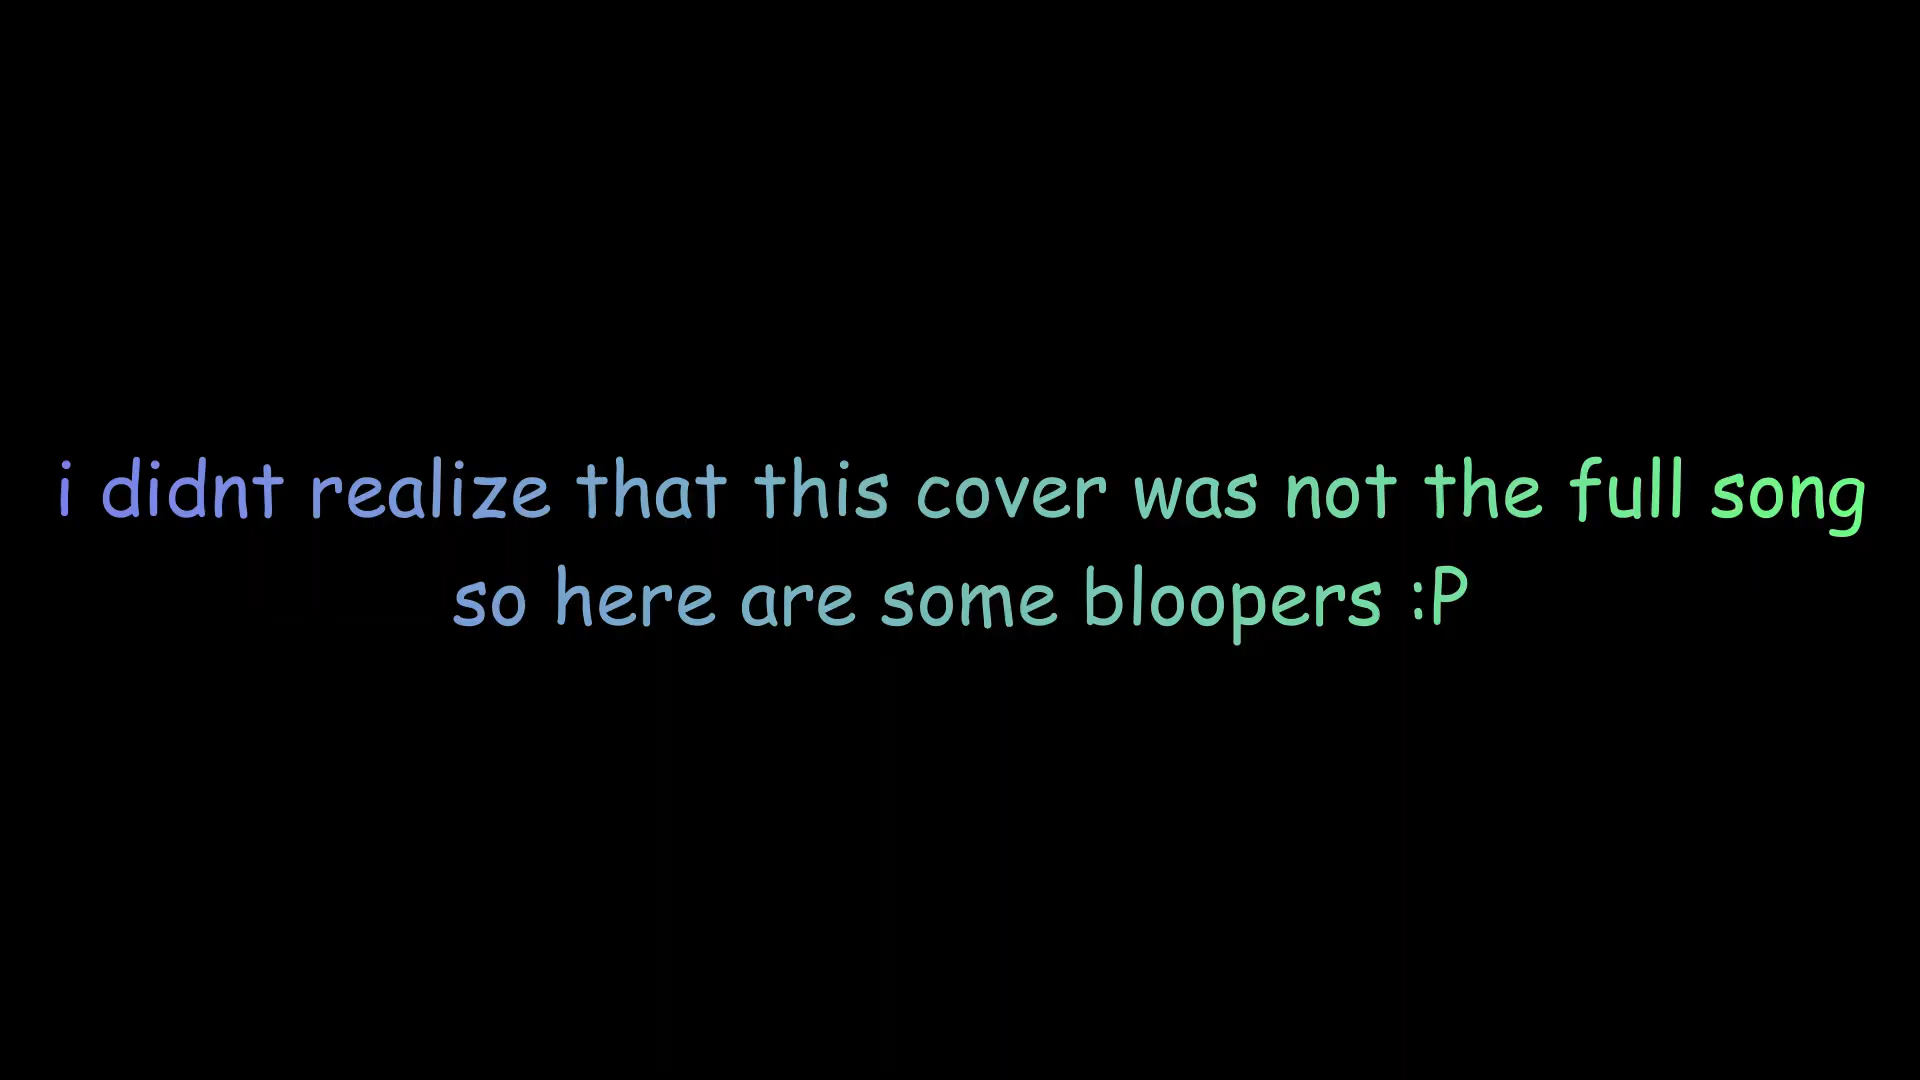 i didnt realize that this cover was not the full song
so here are some bloopers :P